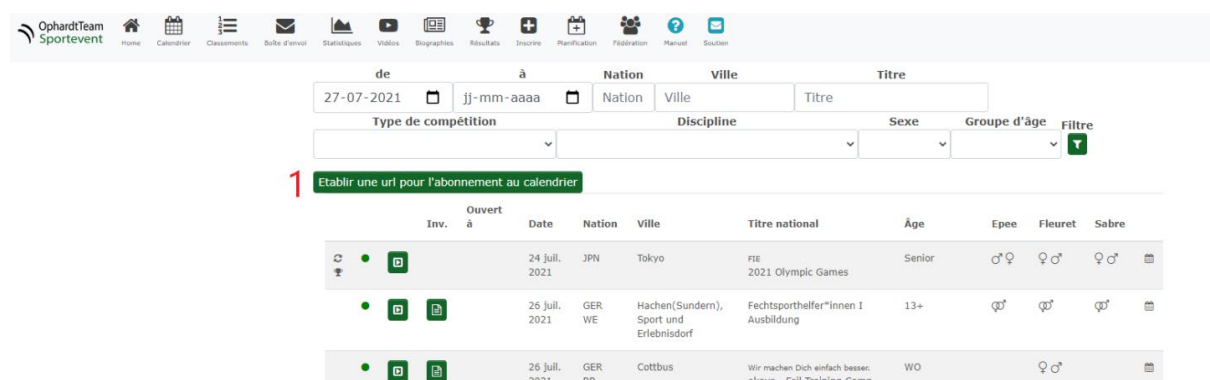 OphardtTeam
Sportevent
Home Calendrier Classements Boîte d'envoi Statistiques Vidéos Biographies Résultats Inscrire Planification Fédération Manuel Soutien
de à Nation Ville Titre
27-07-2021 jj-mm-aaaa Nation Ville Titre
Type de compétition Discipline Sexe Groupe d'âge Filtre
1 Etablir une url pour l'abonnement au calendrier
Inv. Ouvert à Date Nation Ville Titre national Âge Epee Fleuret Sabre
24 juil. JPN Tokyo FIE Senior
2021 2021 Olympic Games
26 juil. GER Hachen(Sundern), Fechtsporthelfer*innen I 13+
2021 WE Sport und Ausbildung
Erlebnisdorf
26 juil. GER Cottbus Wir machen Dich einfach besser. WO
2021